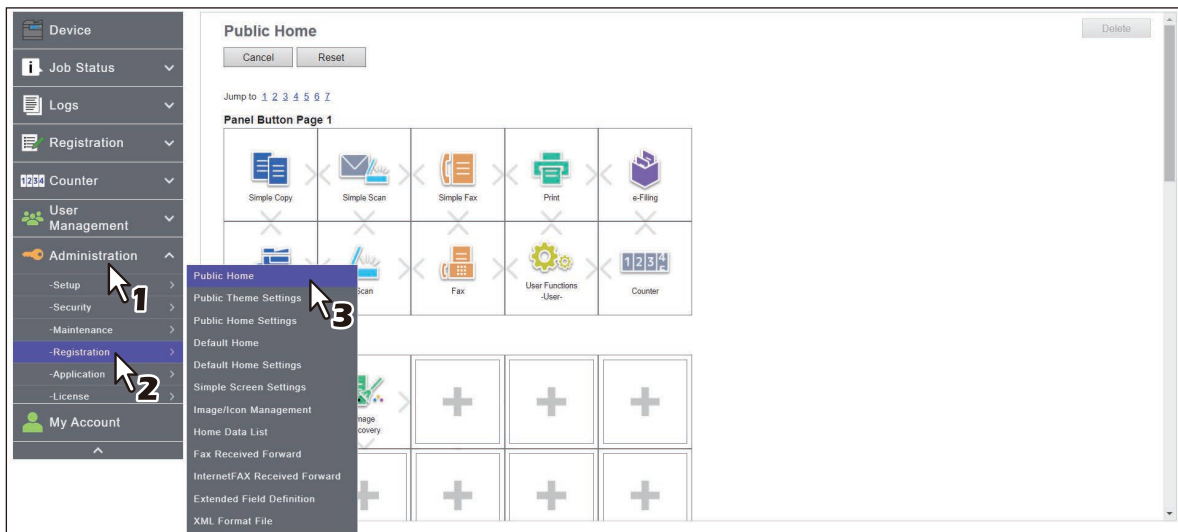 Device
Job Status
Logs
Registration
1234 Counter
User
Management
Administration
-Setup
-Security
-Maintenance
-Registration
-Application
-License
My Account
1
2
Public Home
Public Theme Settings
Public Home Settings
Default Home
Default Home Settings
Simple Screen Settings
Image/Icon Management
Home Data List
Fax Received Forward
InternetFAX Received Forward
Extended Field Definition
XML Format File
3
Public Home
Delete
Cancel Reset
Jump to 1 2 3 4 5 6 7
Panel Button Page 1
Simple Copy Simple Scan Simple Fax Print e-Filing
Scan Fax User Functions
-User- Counter